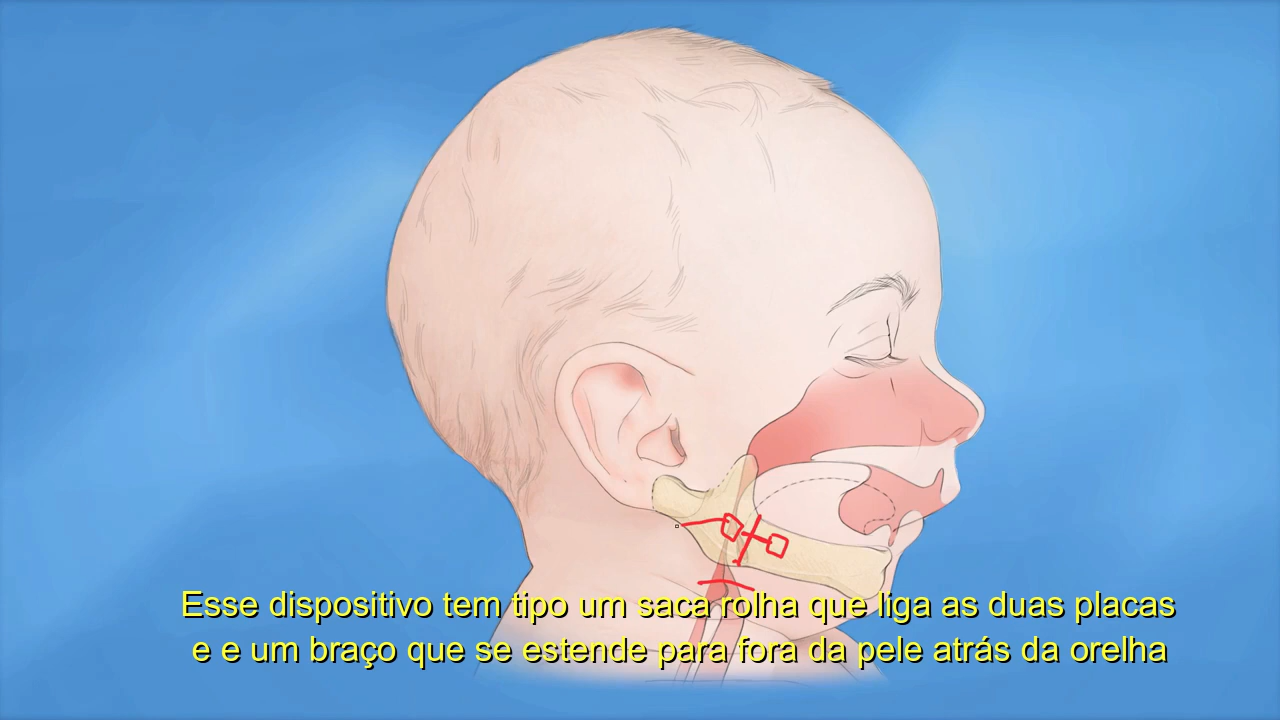 Esse dispositivo tem tipo um saca rolha que liga as duas placas
e e um braço que se estende para fora da pele atrás da orelha